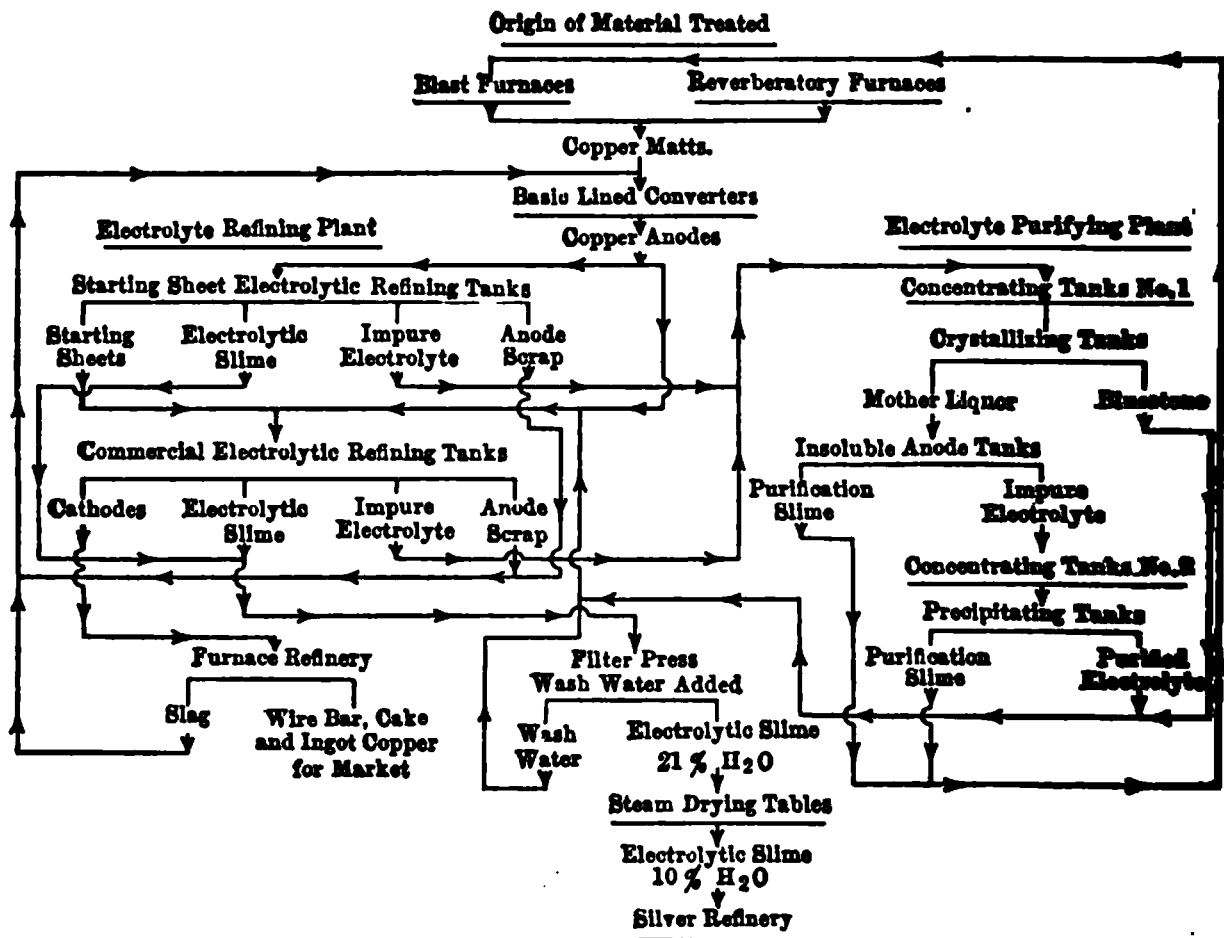 Origin of Material Treated
Blast Furnaces
Reverberatory Furnaces
Copper Matts.
Basic Lined Converters
Electrolyte Refining Plant
Copper Anodes
Electrolyte Purifying Plant
Starting Sheet Electrolytic Refining Tanks
Concentrating Tanks No. 1
Starting
Sheets
Electrolytic
Slime
Impure
Electrolyte
Anode
Scrap
Crystallizing Tanks
Mother Liquor
Bluestone
Commercial Electrolytic Refining Tanks
Insoluble Anode Tanks
Cathodes
Electrolytic
Slime
Impure
Electrolyte
Anode
Scrap
Purification
Slime
Impure
Electrolyte
Concentrating Tanks No. 2
Precipitating Tanks
Furnace Refinery
Filter Press
Wash Water Added
Purification
Slime
Purified
Electrolyte
Slag
Wire Bar, Cake
and Ingot Copper
for Market
Wash
Water
Electrolytic Slime
21 % H2O
Steam Drying Tables
Electrolytic Slime
10 % H2O
Silver Refinery